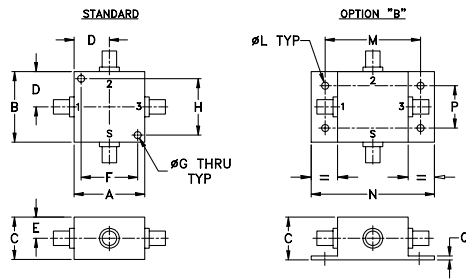 STANDARD
D
D
B
1
2
3
S
H
F
A
ØG THRU
TYP
E
C
OPTION "B"
ØL TYP
M
1
2
3
S
P
=
=
N
C
Q